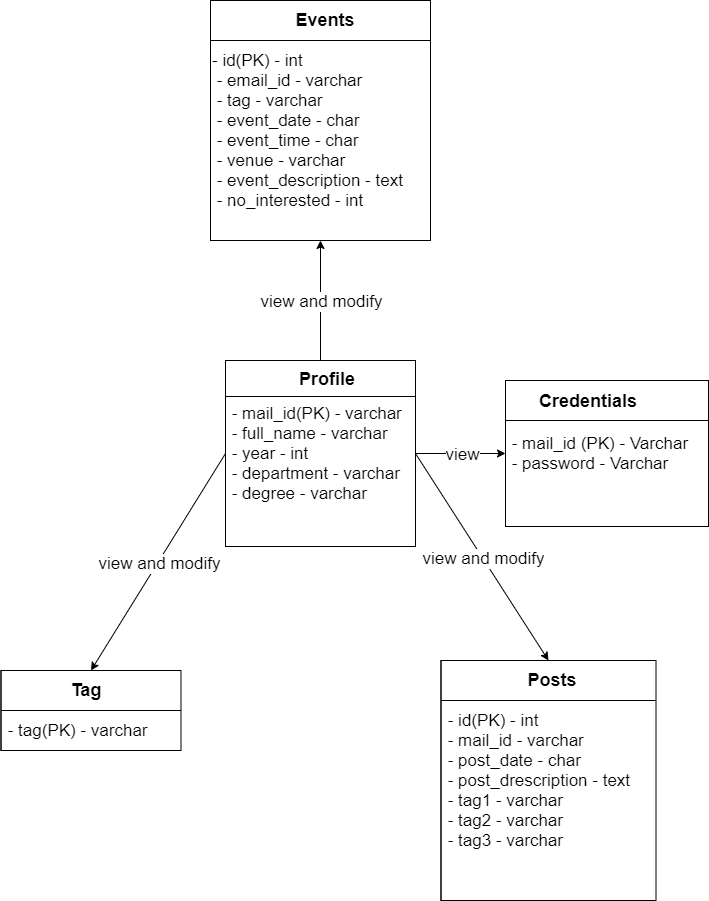 Events
- id(PK) - int
- email_id - varchar
- tag - varchar
- event_date - char
- event_time - char
- venue - varchar
- event_description - text
- no_interested - int
view and modify
Profile
- mail_id(PK) - varchar
- full_name - varchar
- year - int
- department - varchar
- degree - varchar
view
Credentials
- mail_id (PK) - Varchar
- password - Varchar
view and modify
view and modify
Tag
- tag(PK) - varchar
Posts
- id(PK) - int
- mail_id - varchar
- post_date - char
- post_drescription - text
- tag1 - varchar
- tag2 - varchar
- tag3 - varchar